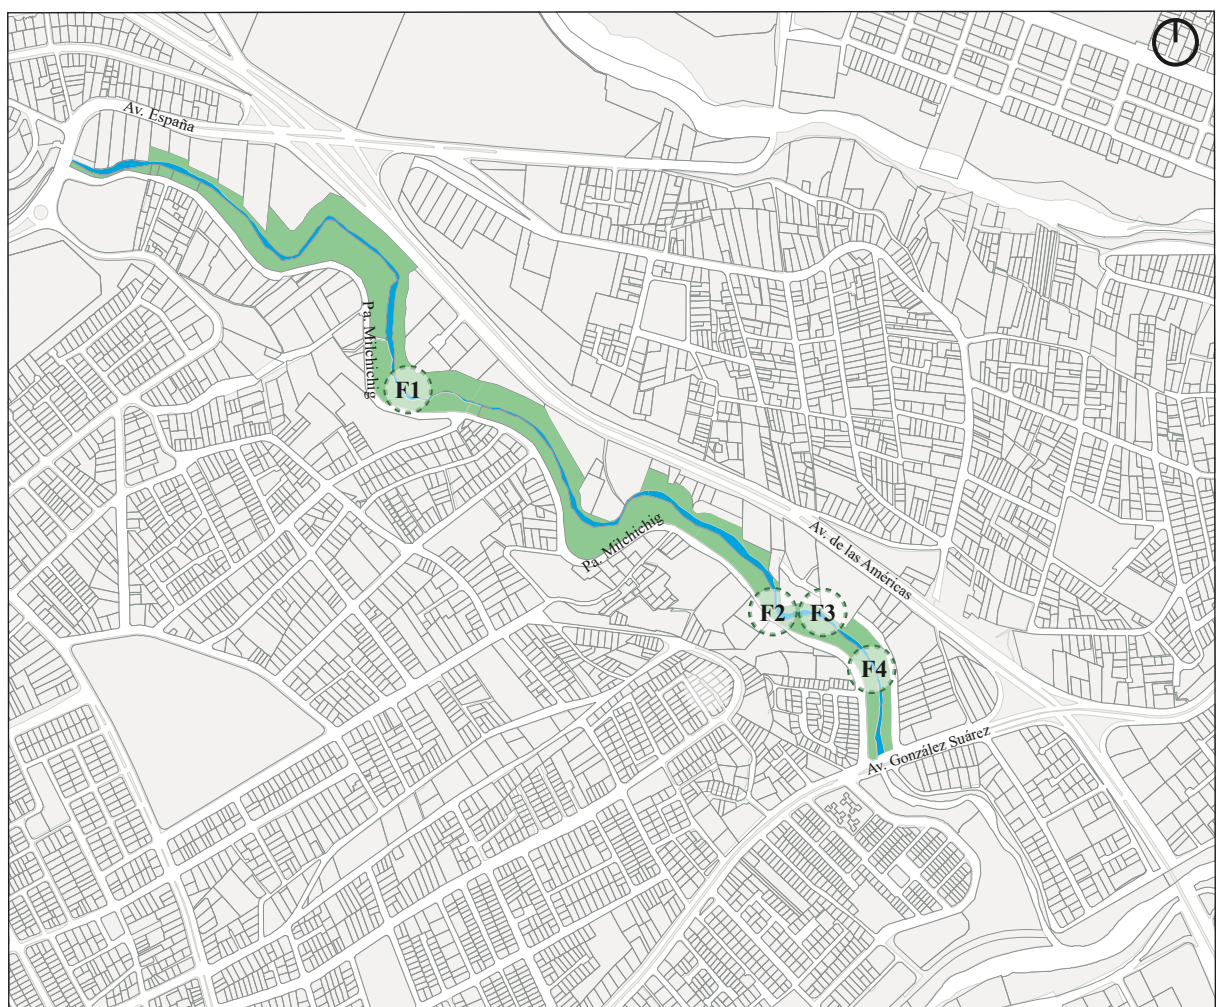 Av. España
Pa. Milchichig
F1
Pa. Milchichig
Av. de las Américas
F2
F3
F4
Av. González Suárez